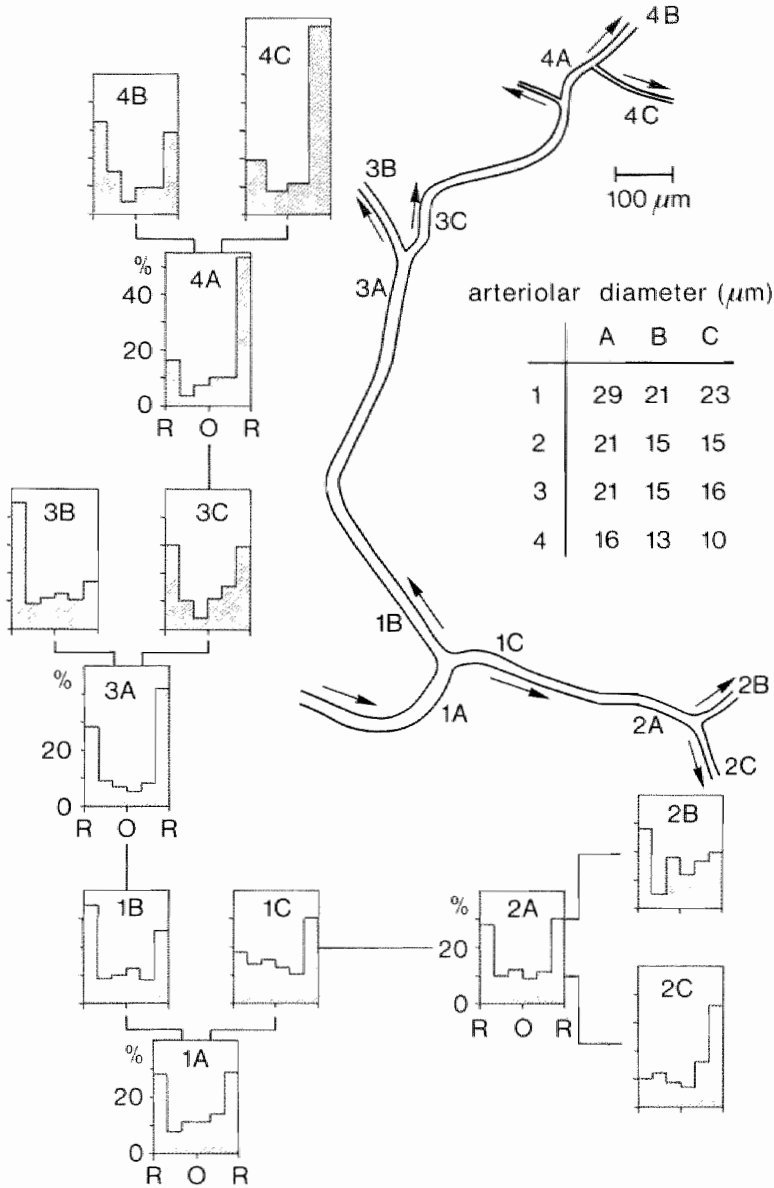 4B
4C
%
4A
40
20
0
R O R
3B
3C
%
3A
20
0
R O R
1B
1C
%
1A
20
0
R O R
%
2A
20
0
R O R
2B
2C
4B
4A
4C
3B
3C
3A
100 μm
1B
1C
1A
2A
2B
2C
arteriolar diameter (μm)
A B C
1 29 21 23
2 21 15 15
3 21 15 16
4 16 13 10